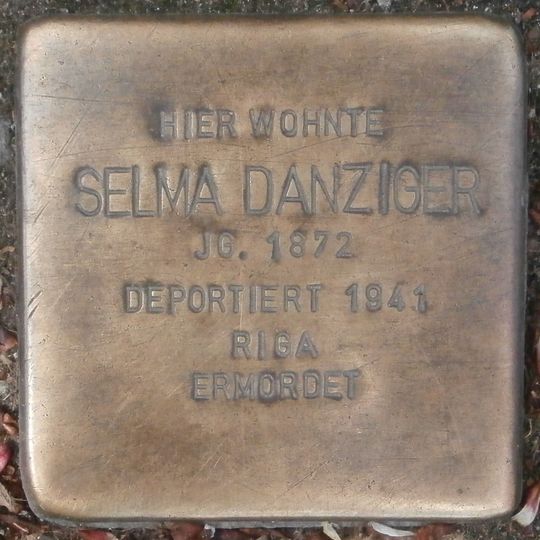 HIER WOHNTE
SELMA DANZIGER
JG. 1872
DEPORTIERT 1941
RIGA
ERMORDET